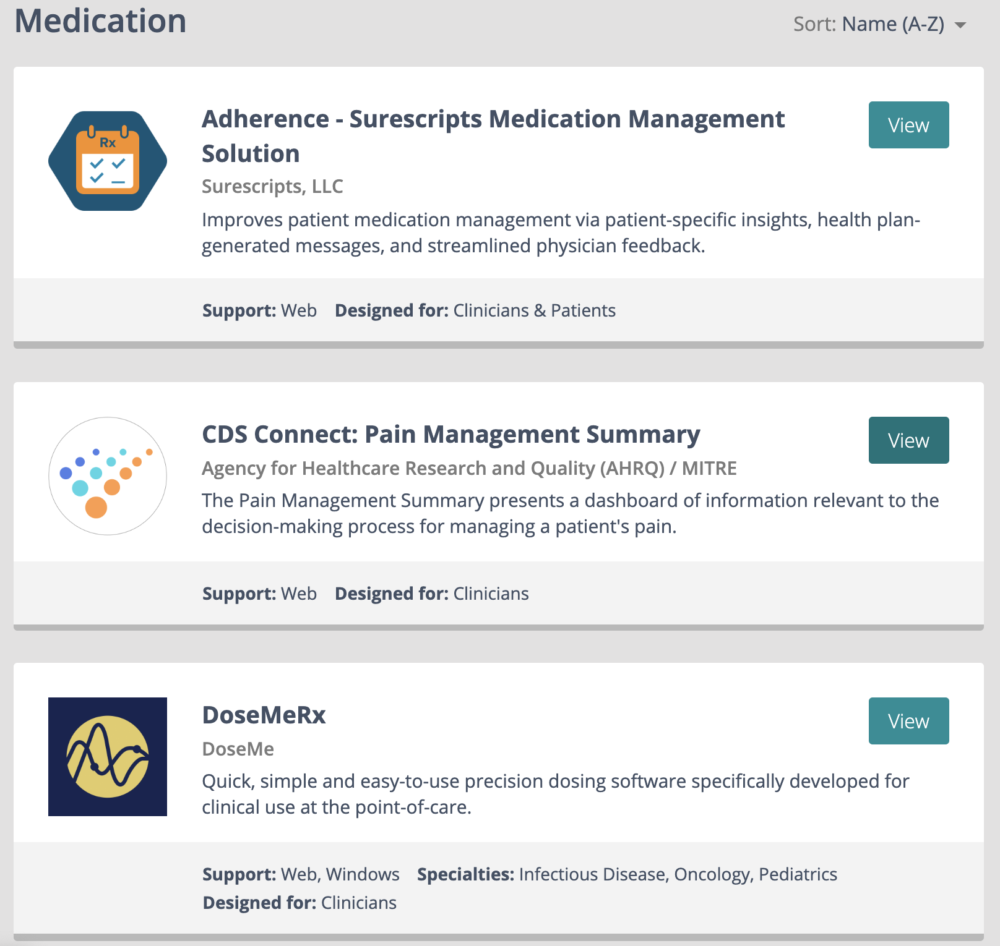 Medication
Sort: Name (A-Z)
Rx
Adherence - Surescripts Medication Management
Solution
View
Surescripts, LLC
Improves patient medication management via patient-specific insights, health plan-
generated messages, and streamlined physician feedback.
Support: Web Designed for: Clinicians & Patients
CDS Connect: Pain Management Summary
View
Agency for Healthcare Research and Quality (AHRQ) / MITRE
The Pain Management Summary presents a dashboard of information relevant to the
decision-making process for managing a patient's pain.
Support: Web Designed for: Clinicians
DoseMeRx
View
DoseMe
Quick, simple and easy-to-use precision dosing software specifically developed for
clinical use at the point-of-care.
Support: Web, Windows Specialties: Infectious Disease, Oncology, Pediatrics
Designed for: Clinicians